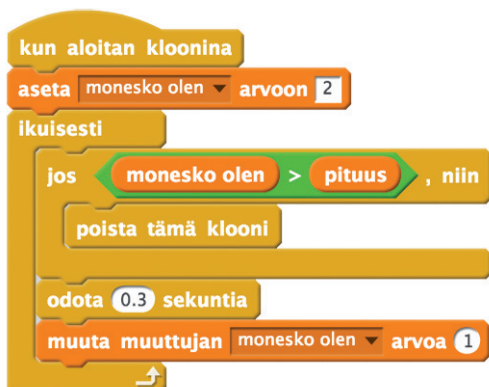 kun aloitan kloonina
aseta monesko olen arvoon 2
ikuisesti
jos monesko olen > pituus , niin
poista tämä klooni
odota 0.3 sekuntia
muuta muuttujan monesko olen arvoa 1